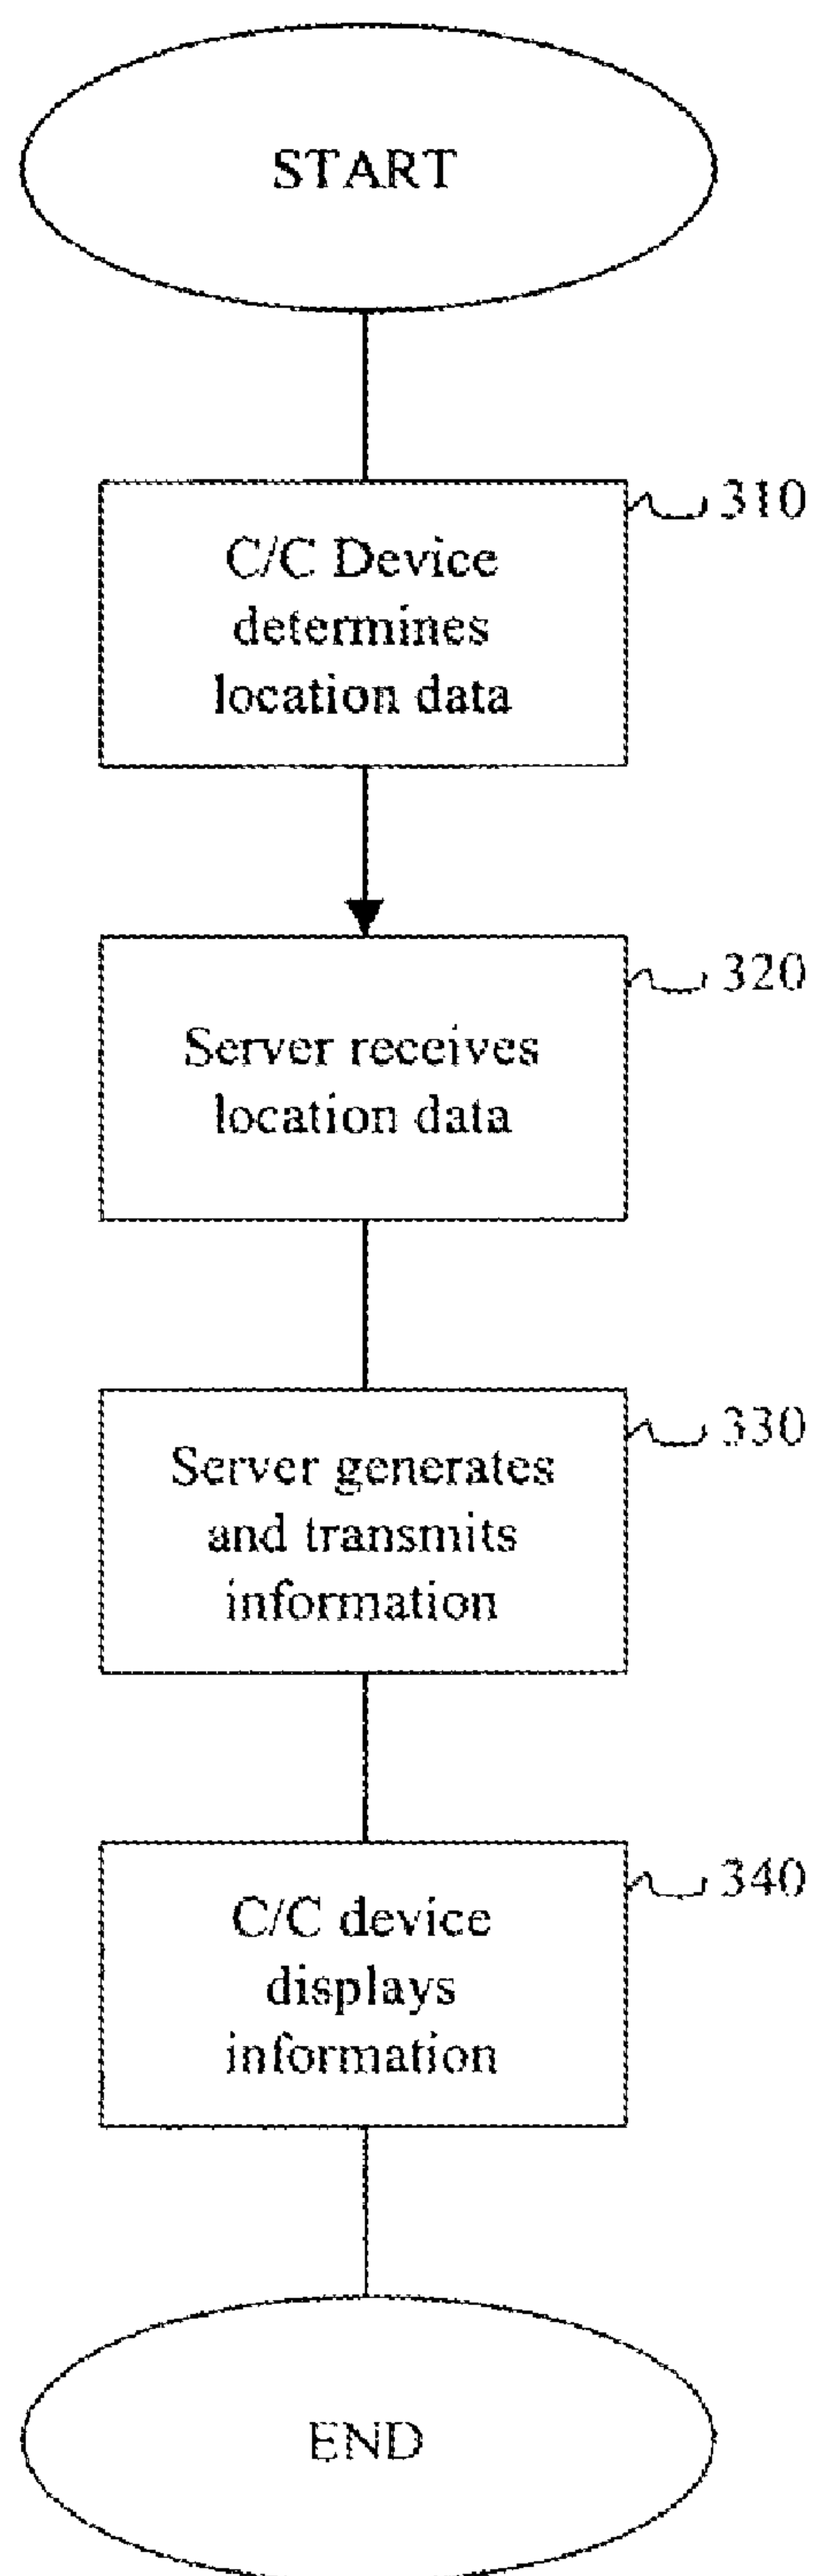 START
310
C/C Device
determines
location data
320
Server receives
location data
330
Server generates
and transmits
information
340
C/C device
displays
information
END